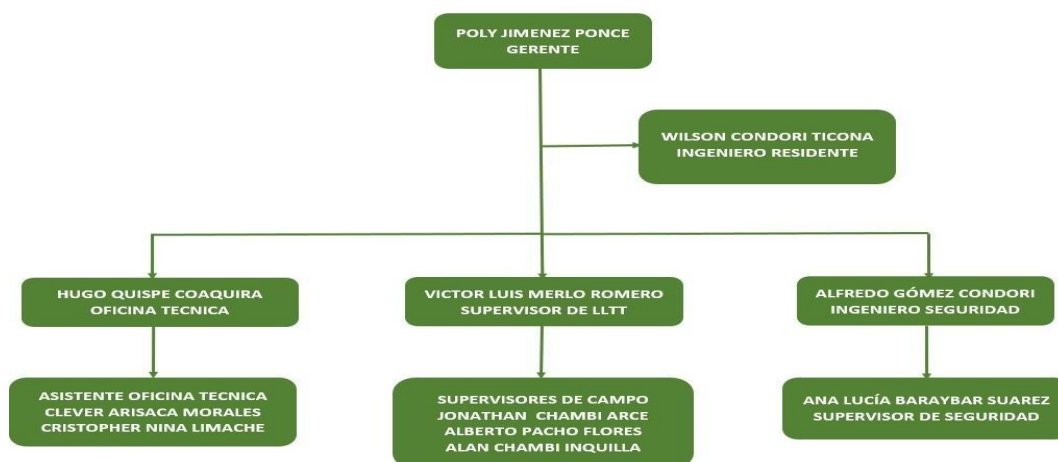 POLY JIMENEZ PONCE
GERENTE
WILSON CONDORI TICONA
INGENIERO RESIDENTE
HUGO QUISPE COAQUIRA
OFICINA TECNICA
VICTOR LUIS MERLO ROMERO
SUPERVISOR DE LLTT
ALFREDO GÓMEZ CONDORI
INGENIERO SEGURIDAD
ASISTENTE OFICINA TECNICA
CLEVER ARISACA MORALES
CRISTOPHER NINA LIMACHE
SUPERVISORES DE CAMPO
JONATHAN CHAMBI ARCE
ALBERTO PACHO FLORES
ALAN CHAMBI INQUILLA
ANA LUCÍA BARAYBAR SUAREZ
SUPERVISOR DE SEGURIDAD